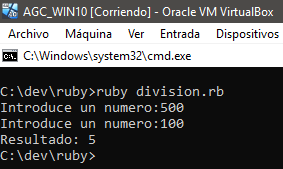 AGC_WIN10 [Corriendo] - Oracle VM VirtualBox
Archivo Máquina Ver Entrada Dispositivos
C:\Windows\system32\cmd.exe
C:\dev\ruby>ruby division.rb
Introduce un numero:500
Introduce un numero:100
Resultado: 5
C:\dev\ruby>